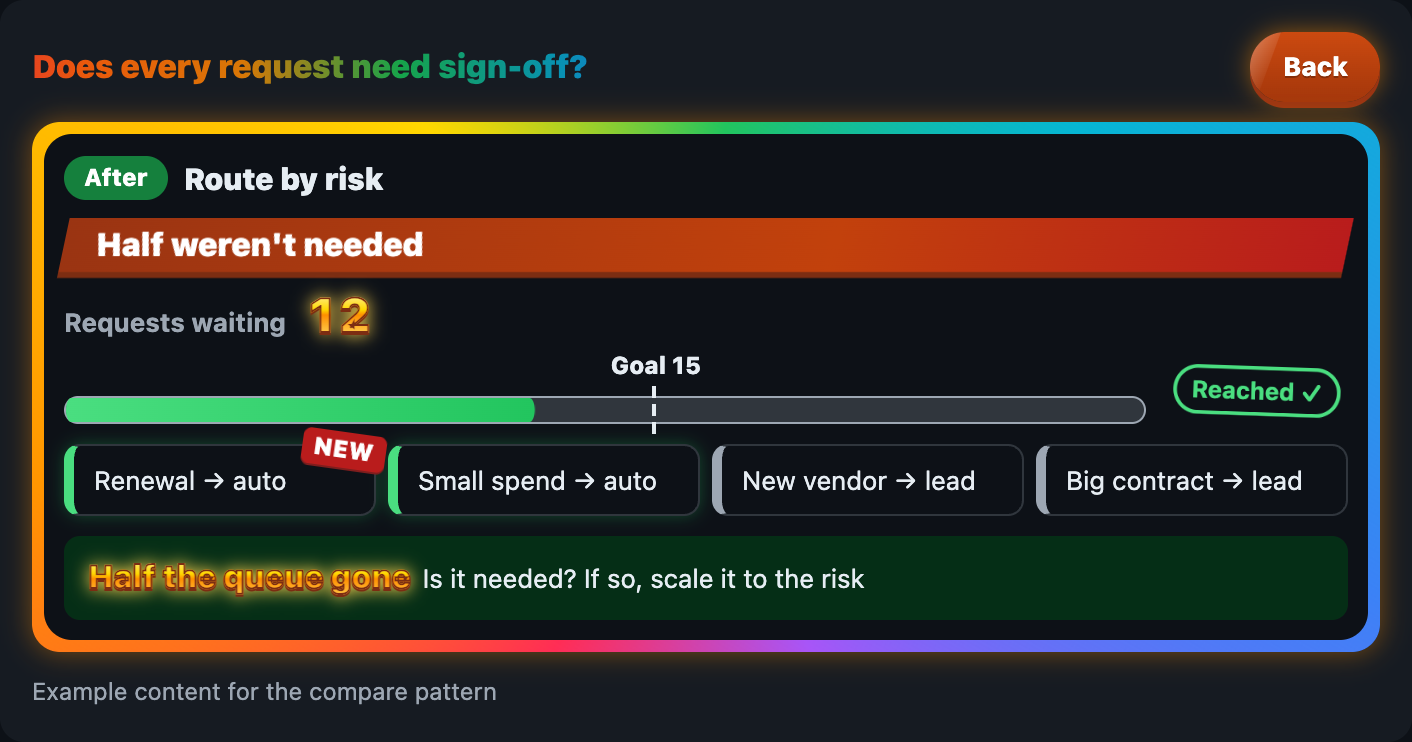 Does every request need sign-off?
Back
After
Route by risk
Half weren't needed
Requests waiting 12
Goal 15
Reached ✓
NEW
Renewal → auto
Small spend → auto
New vendor → lead
Big contract → lead
Half the queue gone Is it needed? If so, scale it to the risk
Example content for the compare pattern